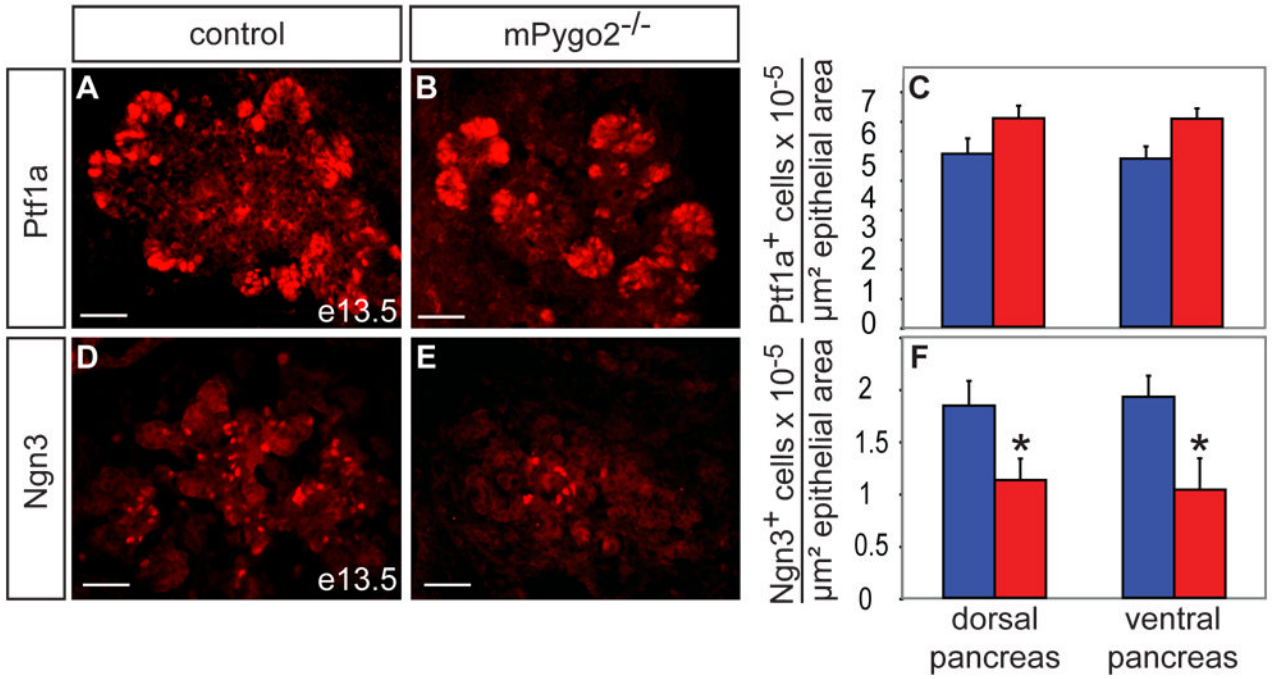 control
mPygo2-/-
Ptf1a
A
e13.5
B
Ptf1a+ cells x 10-5
µm² epithelial area
C
7
6
5
4
3
2
1
0
Ngn3
D
e13.5
E
Ngn3+ cells x 10-5
µm² epithelial area
F
2
1.5
1
0.5
0
*
*
dorsal
pancreas
ventral
pancreas